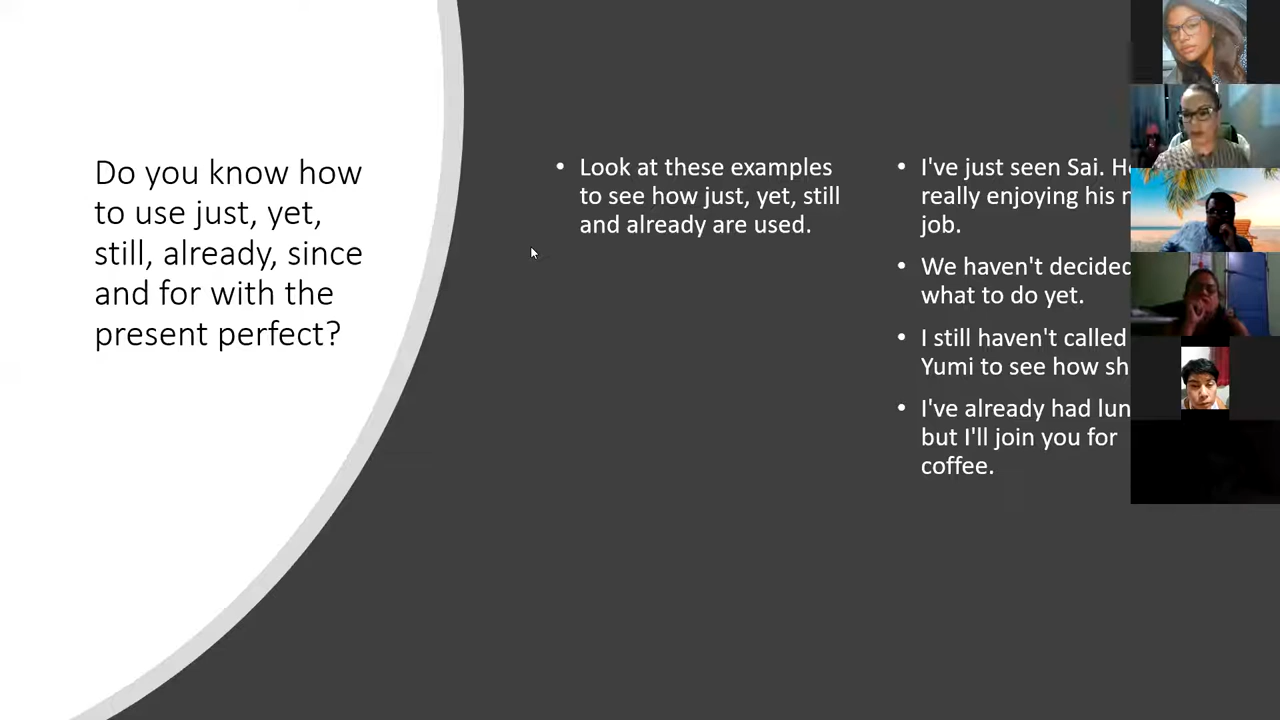 Do you know how
to use just, yet,
still, already, since
and for with the
present perfect?
Look at these examples
to see how just, yet, still
and already are used.
I've just seen Sai.
really enjoying his
job.
We haven't decided
what to do yet.
I still haven't called
Yumi to see how
I've already had
but I'll join you for
coffee.